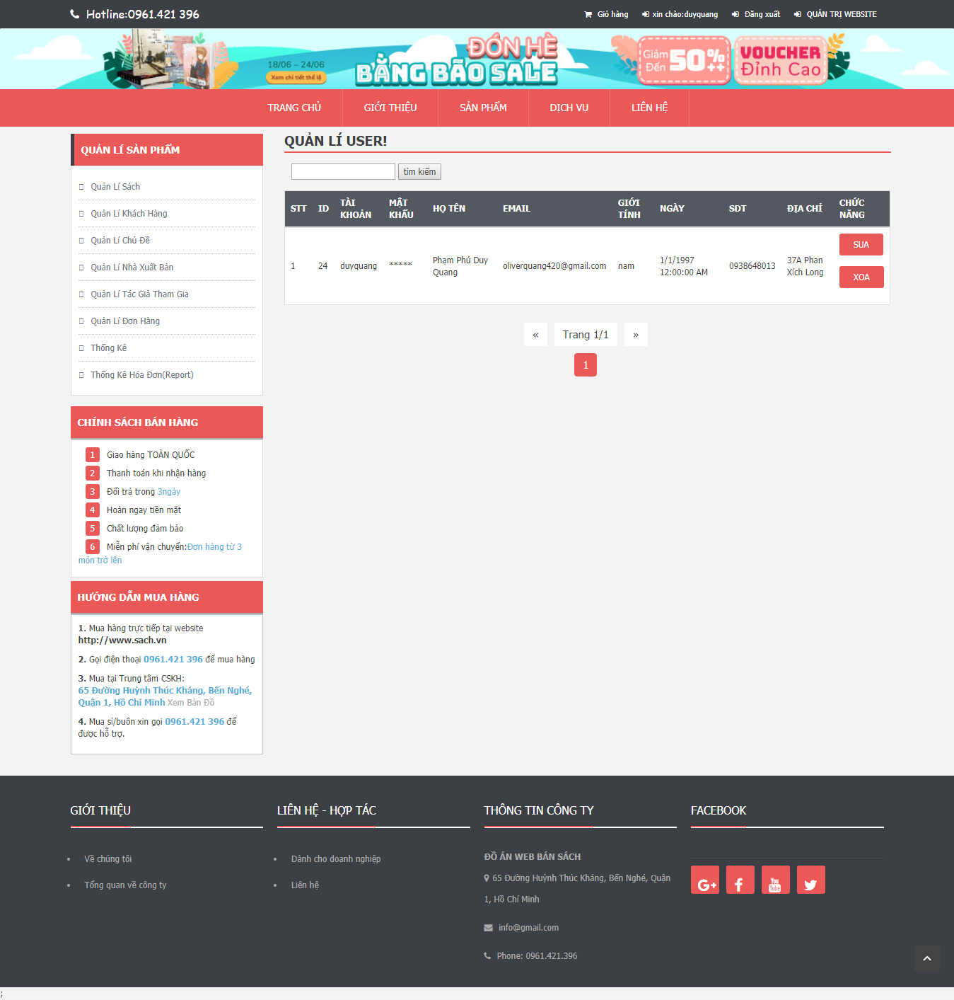 Hotline:0961.421 396
Giỏ hàng
xin chào:duyquang
Đăng xuất
QUẢN TRỊ WEBSITE
18/06 – 24/06
Xem chi tiết thể lệ
ĐÓN HÈ
BẰNG BÃO SALE
Giảm Đến 50%++
VOUCHER
Đỉnh Cao
TRANG CHỦ
GIỚI THIỆU
SẢN PHẨM
DỊCH VỤ
LIÊN HỆ
QUẢN LÍ SẢN PHẨM
Quản Lí Sách
Quản Lí Khách Hàng
Quản Lí Chủ Đề
Quản Lí Nhà Xuất Bản
Quản Lí Tác Giả Tham Gia
Quản Lí Đơn Hàng
Thống Kê
Thống Kê Hóa Đơn(Report)
QUẢN LÍ USER!
tìm kiếm
STT ID TÀI KHOẢN MẬT KHẨU HỌ TÊN EMAIL GIỚI TÍNH NGÀY SDT ĐỊA CHỈ CHỨC NĂNG
1 24 duyquang ***** Phạm Phú Duy Quang oliverquang420@gmail.com nam 1/1/1997 12:00:00 AM 0938648013 37A Phan Xích Long
SUA
XOA
« Trang 1/1 »
1
CHÍNH SÁCH BÁN HÀNG
1 Giao hàng TOÀN QUỐC
2 Thanh toán khi nhận hàng
3 Đổi trả trong 3ngày
4 Hoàn ngay tiền mặt
5 Chất lượng đảm bảo
6 Miễn phí vận chuyển:Đơn hàng từ 3
món trở lên
HƯỚNG DẪN MUA HÀNG
1. Mua hàng trực tiếp tại website
http://www.sach.vn
2. Gọi điện thoại 0961.421 396 để mua hàng
3. Mua tại Trung tâm CSKH:
65 Đường Huỳnh Thúc Kháng, Bến Nghé,
Quận 1, Hồ Chí Minh Xem Bản Đồ
4. Mua sỉ/buôn xin gọi 0961.421 396 để
được hỗ trợ.
GIỚI THIỆU
Về chúng tôi
Tổng quan về công ty
LIÊN HỆ - HỢP TÁC
Dành cho doanh nghiệp
Liên hệ
THÔNG TIN CÔNG TY
ĐỒ ÁN WEB BÁN SÁCH
65 Đường Huỳnh Thúc Kháng, Bến Nghé, Quận
1, Hồ Chí Minh
info@gmail.com
Phone: 0961.421.396
FACEBOOK
You Tube
;